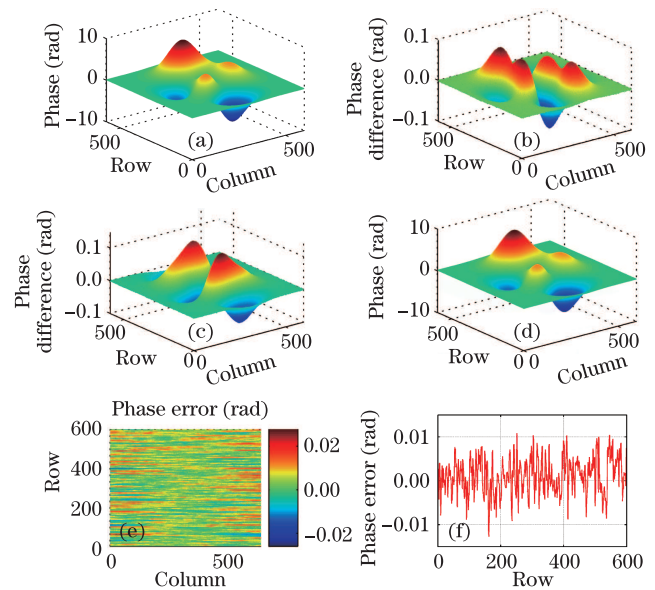 10
0
−10
500
0 0
500
Phase (rad)
Row
Column
(a)
0.1
0.0
−0.1
500
0 0
500
Phase
difference (rad)
Row
Column
(b)
0.1
0.0
−0.1
500
0 0
500
Phase
difference (rad)
Row
Column
(c)
10
0
−10
500
0 0
500
Phase (rad)
Row
Column
(d)
Phase error (rad)
600
400
200
0
0 500
Row
Column
(e)
0.02
0.00
−0.02
0.01
0.00
−0.01
0 200 400 600
Phase error (rad)
Row
(f)